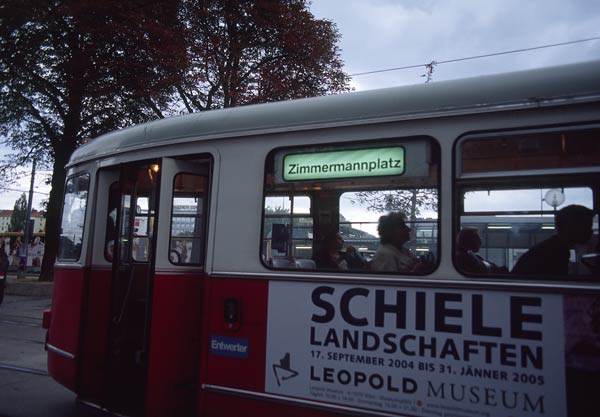 Zimmermannplatz
SCHIELE
LANDSCHAFTEN
17. SEPTEMBER 2004 BIS 31. JÄNNER 2005
LEOPOLD MUSEUM
Entwerter